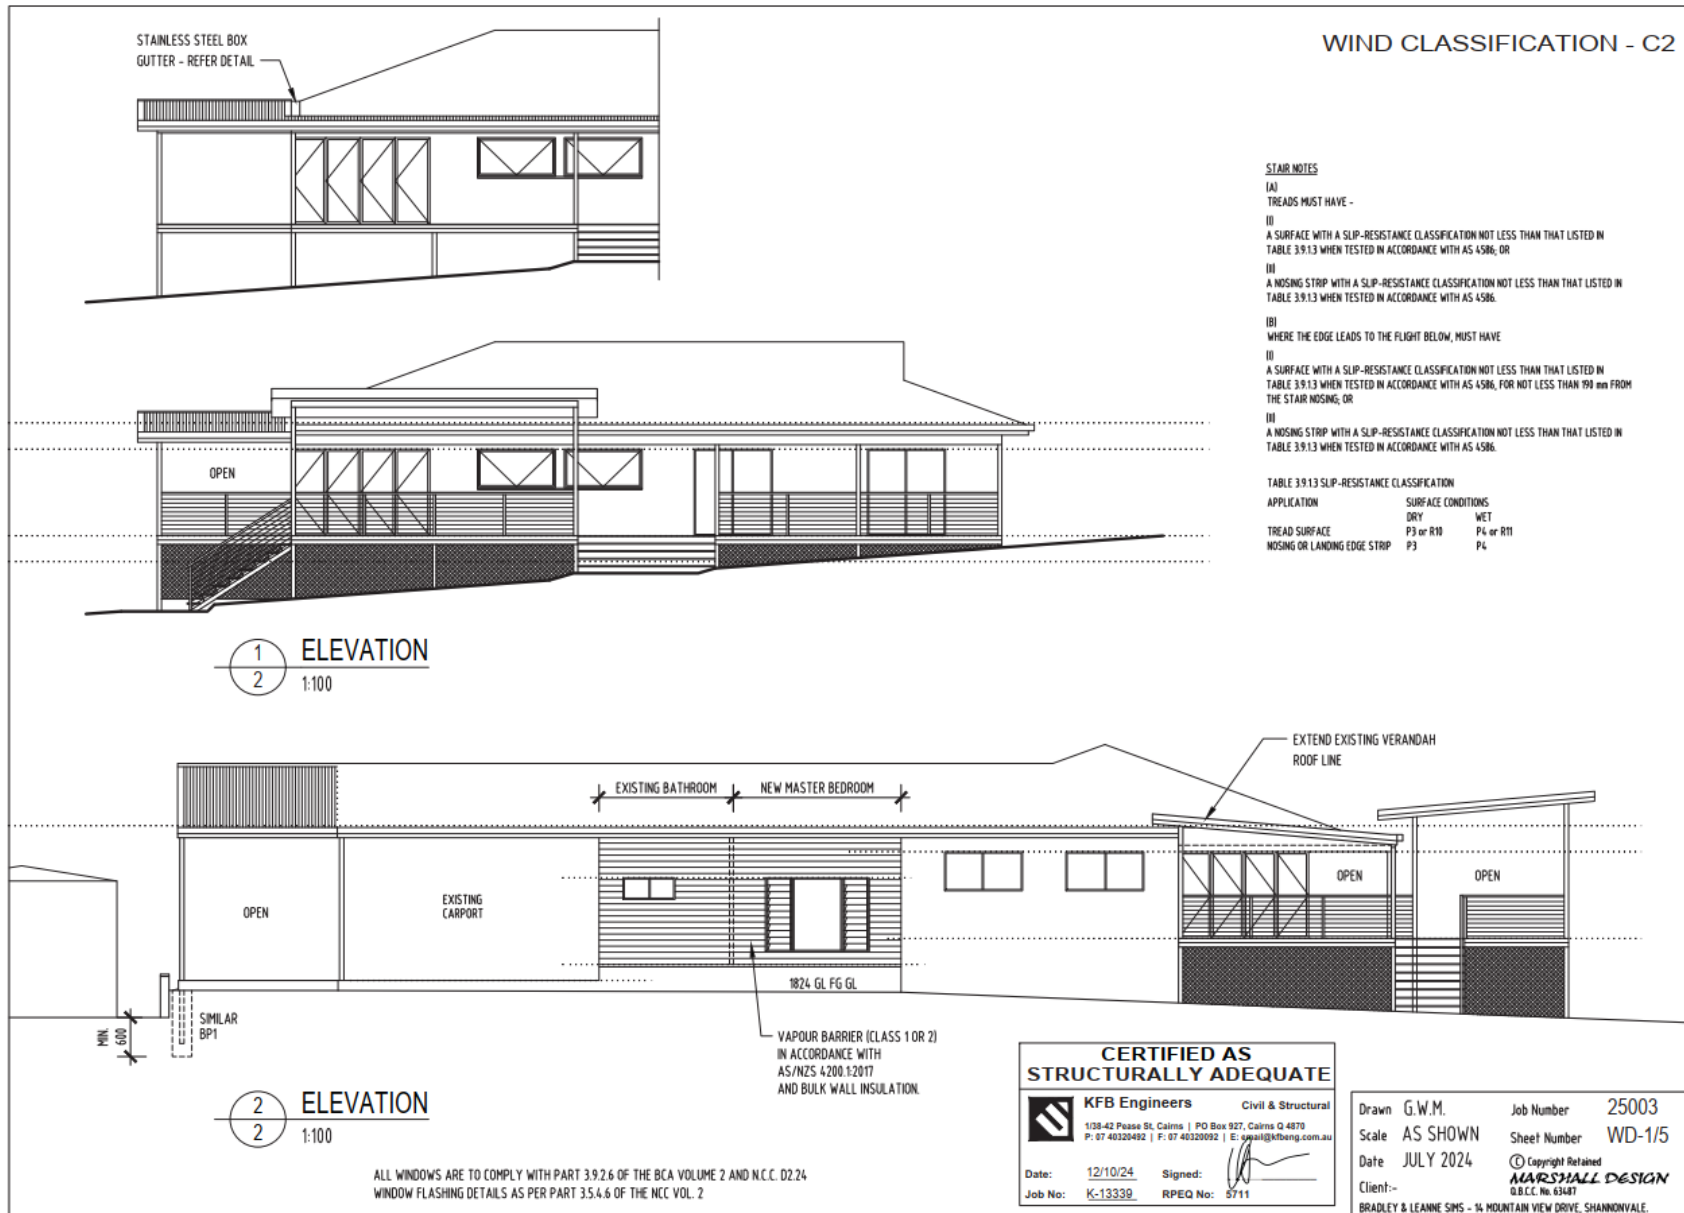 WIND CLASSIFICATION - C2
STAINLESS STEEL BOX
GUTTER - REFER DETAIL
STAIR NOTES
(A)
TREADS MUST HAVE -
(I)
A SURFACE WITH A SLIP-RESISTANCE CLASSIFICATION NOT LESS THAN THAT LISTED IN
TABLE 3.9.1.3 WHEN TESTED IN ACCORDANCE WITH AS 4586; OR
(II)
A NOSING STRIP WITH A SLIP-RESISTANCE CLASSIFICATION NOT LESS THAN THAT LISTED IN
TABLE 3.9.1.3 WHEN TESTED IN ACCORDANCE WITH AS 4586.
(B)
WHERE THE EDGE LEADS TO THE FLIGHT BELOW, MUST HAVE
(I)
A SURFACE WITH A SLIP-RESISTANCE CLASSIFICATION NOT LESS THAN THAT LISTED IN
TABLE 3.9.1.3 WHEN TESTED IN ACCORDANCE WITH AS 4586, FOR NOT LESS THAN 190 mm FROM
THE STAIR NOSING; OR
(II)
A NOSING STRIP WITH A SLIP-RESISTANCE CLASSIFICATION NOT LESS THAN THAT LISTED IN
TABLE 3.9.1.3 WHEN TESTED IN ACCORDANCE WITH AS 4586.
TABLE 3.9.1.3 SLIP-RESISTANCE CLASSIFICATION
APPLICATION SURFACE CONDITIONS
DRY WET
TREAD SURFACE P3 or R10 P4 or R11
NOSING OR LANDING EDGE STRIP P3 P4
OPEN
1
2
ELEVATION
1:100
EXTEND EXISTING VERANDAH
ROOF LINE
EXISTING BATHROOM
NEW MASTER BEDROOM
OPEN
EXISTING
CARPORT
OPEN
OPEN
1824 GL FG GL
SIMILAR
BP1
MIN.
600
VAPOUR BARRIER (CLASS 1 OR 2)
IN ACCORDANCE WITH
AS/NZS 4200.1:2017
AND BULK WALL INSULATION.
2
2
ELEVATION
1:100
ALL WINDOWS ARE TO COMPLY WITH PART 3.9.2.6 OF THE BCA VOLUME 2 AND N.C.C. D2.24
WINDOW FLASHING DETAILS AS PER PART 3.5.4.6 OF THE NCC VOL. 2
CERTIFIED AS
STRUCTURALLY ADEQUATE
KFB Engineers Civil & Structural
1/38-42 Pease St, Cairns | PO Box 927, Cairns Q 4870
P: 07 40320492 | F: 07 40320092 | E: email@kfbeng.com.au
Date: 12/10/24 Signed:
Job No: K-13339 RPEQ No: 5711
Drawn G.W.M. Job Number 25003
Scale AS SHOWN Sheet Number WD-1/5
Date JULY 2024 © Copyright Retained
MARSHALL DESIGN
Q.B.C.C. No. 63487
Client:-
BRADLEY & LEANNE SIMS - 14 MOUNTAIN VIEW DRIVE, SHANNONVALE.